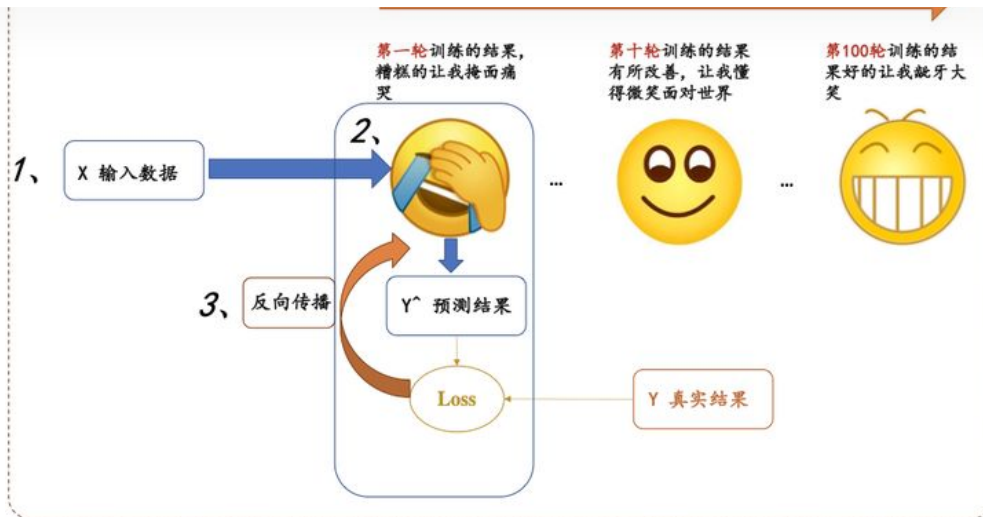 第一轮训练的结果，
糟糕的让我掩面痛
哭
第十轮训练的结果
有所改善，让我懂
得微笑面对世界
第100轮训练的结
果好的让我龇牙大
笑
1、
X 输入数据
2、
...
...
3、
反向传播
Y^ 预测结果
Loss
Y 真实结果